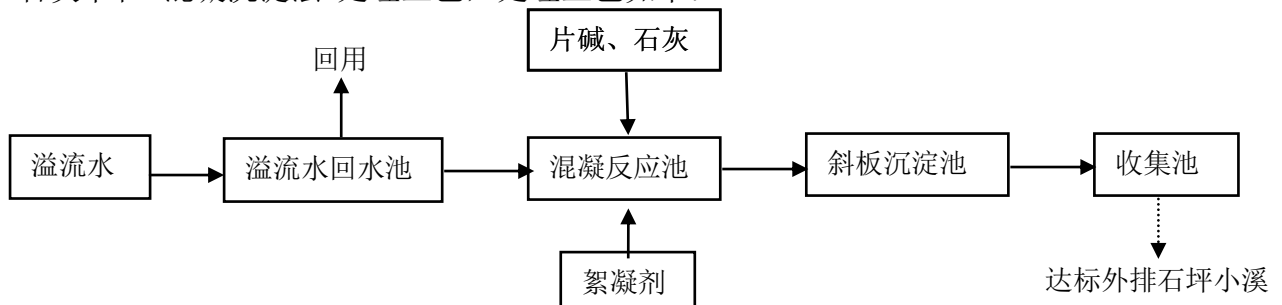 片碱、石灰
回用
溢流水
溢流水回水池
混凝反应池
斜板沉淀池
收集池
絮凝剂
达标外排石坪小溪